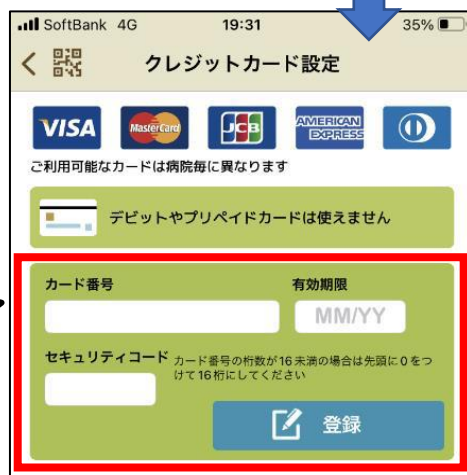 SoftBank 4G 19:31 35%
クレジットカード設定
VISA MasterCard JCB AMERICAN EXPRESS
ご利用可能なカードは病院毎に異なります
デビットやプリペイドカードは使えません
カード番号 有効期限
MM/YY
セキュリティコード カード番号の桁数が16未満の場合は先頭に0をつ
けて16桁にしてください
登録